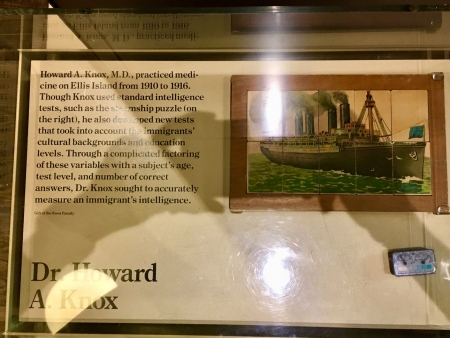 Howard A. Knox, M.D., practiced medi-
cine on Ellis Island from 1910 to 1916.
Though Knox used standard intelligence
tests, such as the steamship puzzle (on
the right), he also developed new tests
that took into account the immigrants'
cultural backgrounds and education
levels. Through a complicated factoring
of these variables with a subject's age,
test level, and number of correct
answers, Dr. Knox sought to accurately
measure an immigrant's intelligence.
Dr. Howard
A. Knox